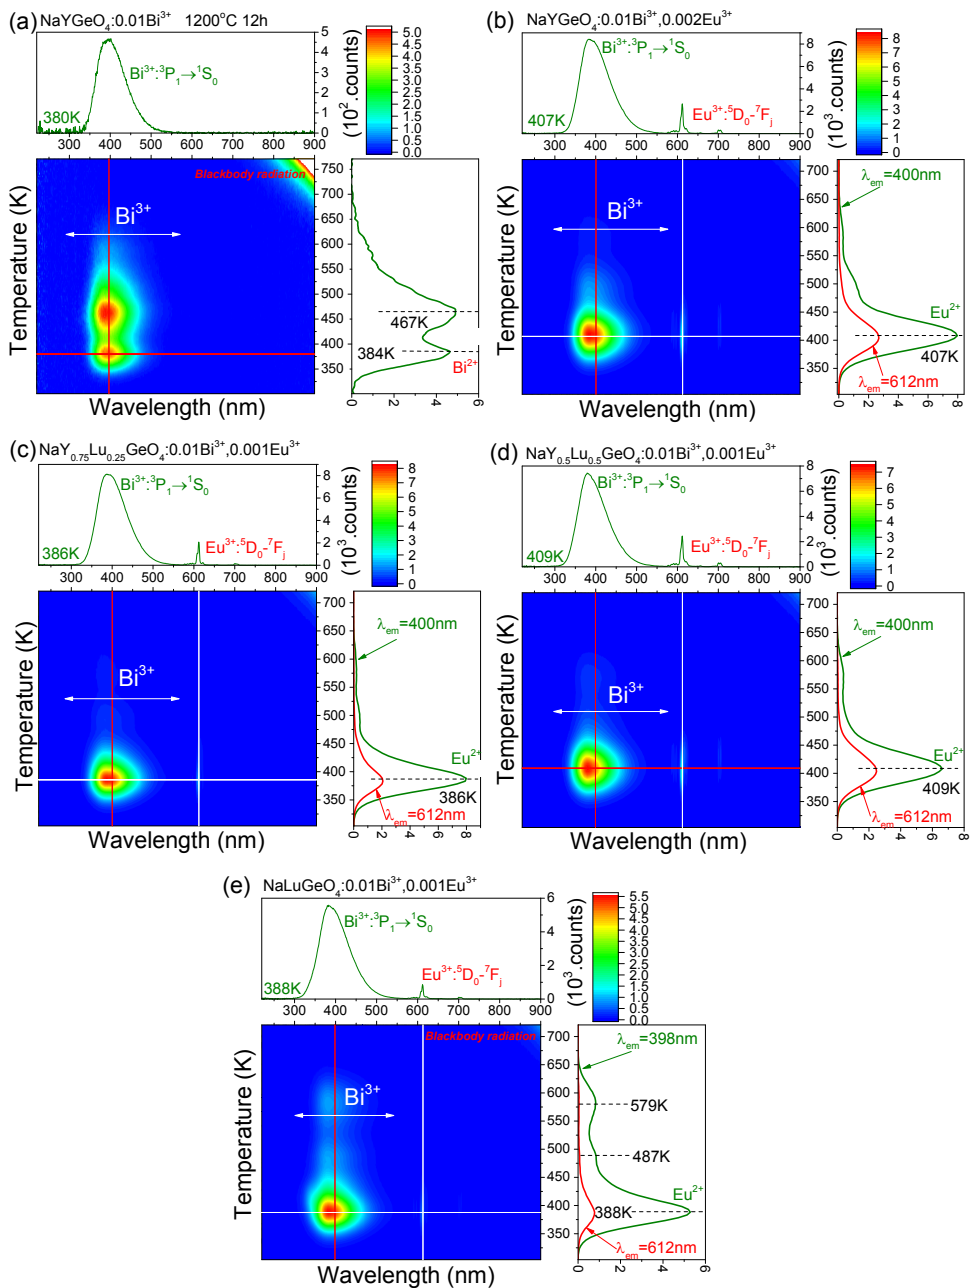 (a) NaYGeO₄:0.01Bi³⁺ 1200°C 12h
Bi³⁺:³P₁→¹S₀
380K
200 300 400 500 600 700 800 900
0 1 2 3 4 5
5.0
4.5
4.0
3.5
3.0
2.5
2.0
1.5
1.0
0.5
0.0
(10².counts)
Blackbody radiation
Bi³⁺
Temperature (K)
Wavelength (nm)
750
700
650
600
550
500
450
400
350
467K
384K
Bi²⁺
0 2 4 6
(b) NaYGeO₄:0.01Bi³⁺,0.002Eu³⁺
Bi³⁺:³P₁→¹S₀
407K
Eu³⁺:⁵D₀-⁷Fⱼ
300 400 500 600 700 800 900
0 2 4 6 8
8
7
6
5
4
3
2
1
0
(10³.counts)
Bi³⁺
Temperature (K)
Wavelength (nm)
700
650
600
550
500
450
400
350
λem=400nm
Eu²⁺
407K
λem=612nm
0 2 4 6 8
(c) NaY₀.₇₅Lu₀.₂₅GeO₄:0.01Bi³⁺,0.001Eu³⁺
Bi³⁺:³P₁→¹S₀
386K
Eu³⁺:⁵D₀-⁷Fⱼ
300 400 500 600 700 800 900
0 2 4 6 8
8
7
6
5
4
3
2
1
0
(10³.counts)
Bi³⁺
Temperature (K)
Wavelength (nm)
700
650
600
550
500
450
400
350
λem=400nm
Eu²⁺
386K
λem=612nm
0 2 4 6 8 9
(d) NaY₀.₅Lu₀.₅GeO₄:0.01Bi³⁺,0.001Eu³⁺
Bi³⁺:³P₁→¹S₀
409K
Eu³⁺:⁵D₀-⁷Fⱼ
300 400 500 600 700 800 900
0 2 4 6 8
7
6
5
4
3
2
1
0
(10³.counts)
Bi³⁺
Temperature (K)
Wavelength (nm)
700
650
600
550
500
450
400
350
λem=400nm
Eu²⁺
409K
λem=612nm
0 2 4 6 8
(e) NaLuGeO₄:0.01Bi³⁺,0.001Eu³⁺
Bi³⁺:³P₁→¹S₀
388K
Eu³⁺:⁵D₀-⁷Fⱼ
300 400 500 600 700 800 900
0 2 4 6
5.5
5.0
4.5
4.0
3.5
3.0
2.5
2.0
1.5
1.0
0.5
0.0
(10³.counts)
Blackbody radiation
Bi³⁺
Temperature (K)
Wavelength (nm)
700
650
600
550
500
450
400
350
λem=398nm
579K
487K
Eu²⁺
388K
λem=612nm
0 2 4 6